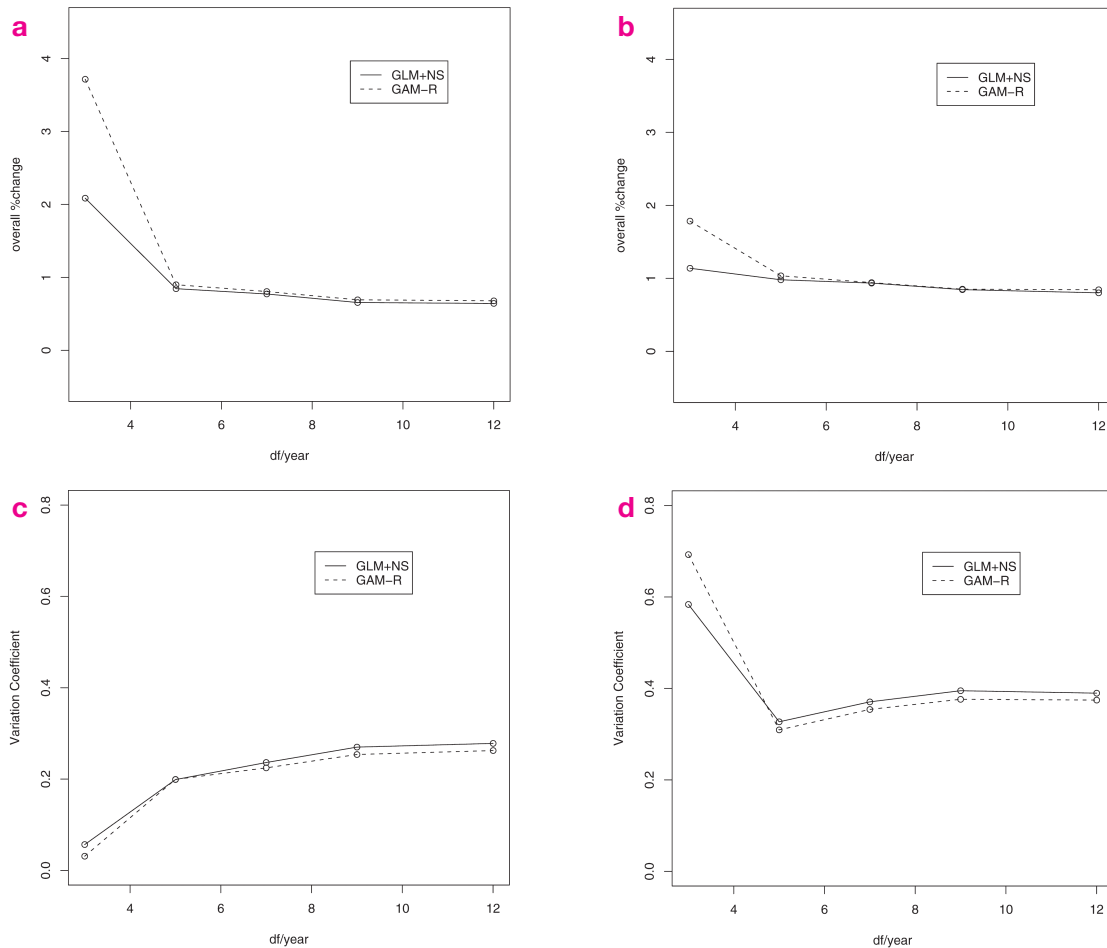 a
overall %change
4
3
2
1
0
GLM+NS
GAM−R
4
6
8
10
12
df/year
b
overall %change
4
3
2
1
0
GLM+NS
GAM−R
4
6
8
10
12
df/year
c
Variation Coefficient
0.8
0.6
0.4
0.2
0.0
GLM+NS
GAM−R
4
6
8
10
12
df/year
d
Variation Coefficient
0.8
0.6
0.4
0.2
0.0
GLM+NS
GAM−R
4
6
8
10
12
df/year